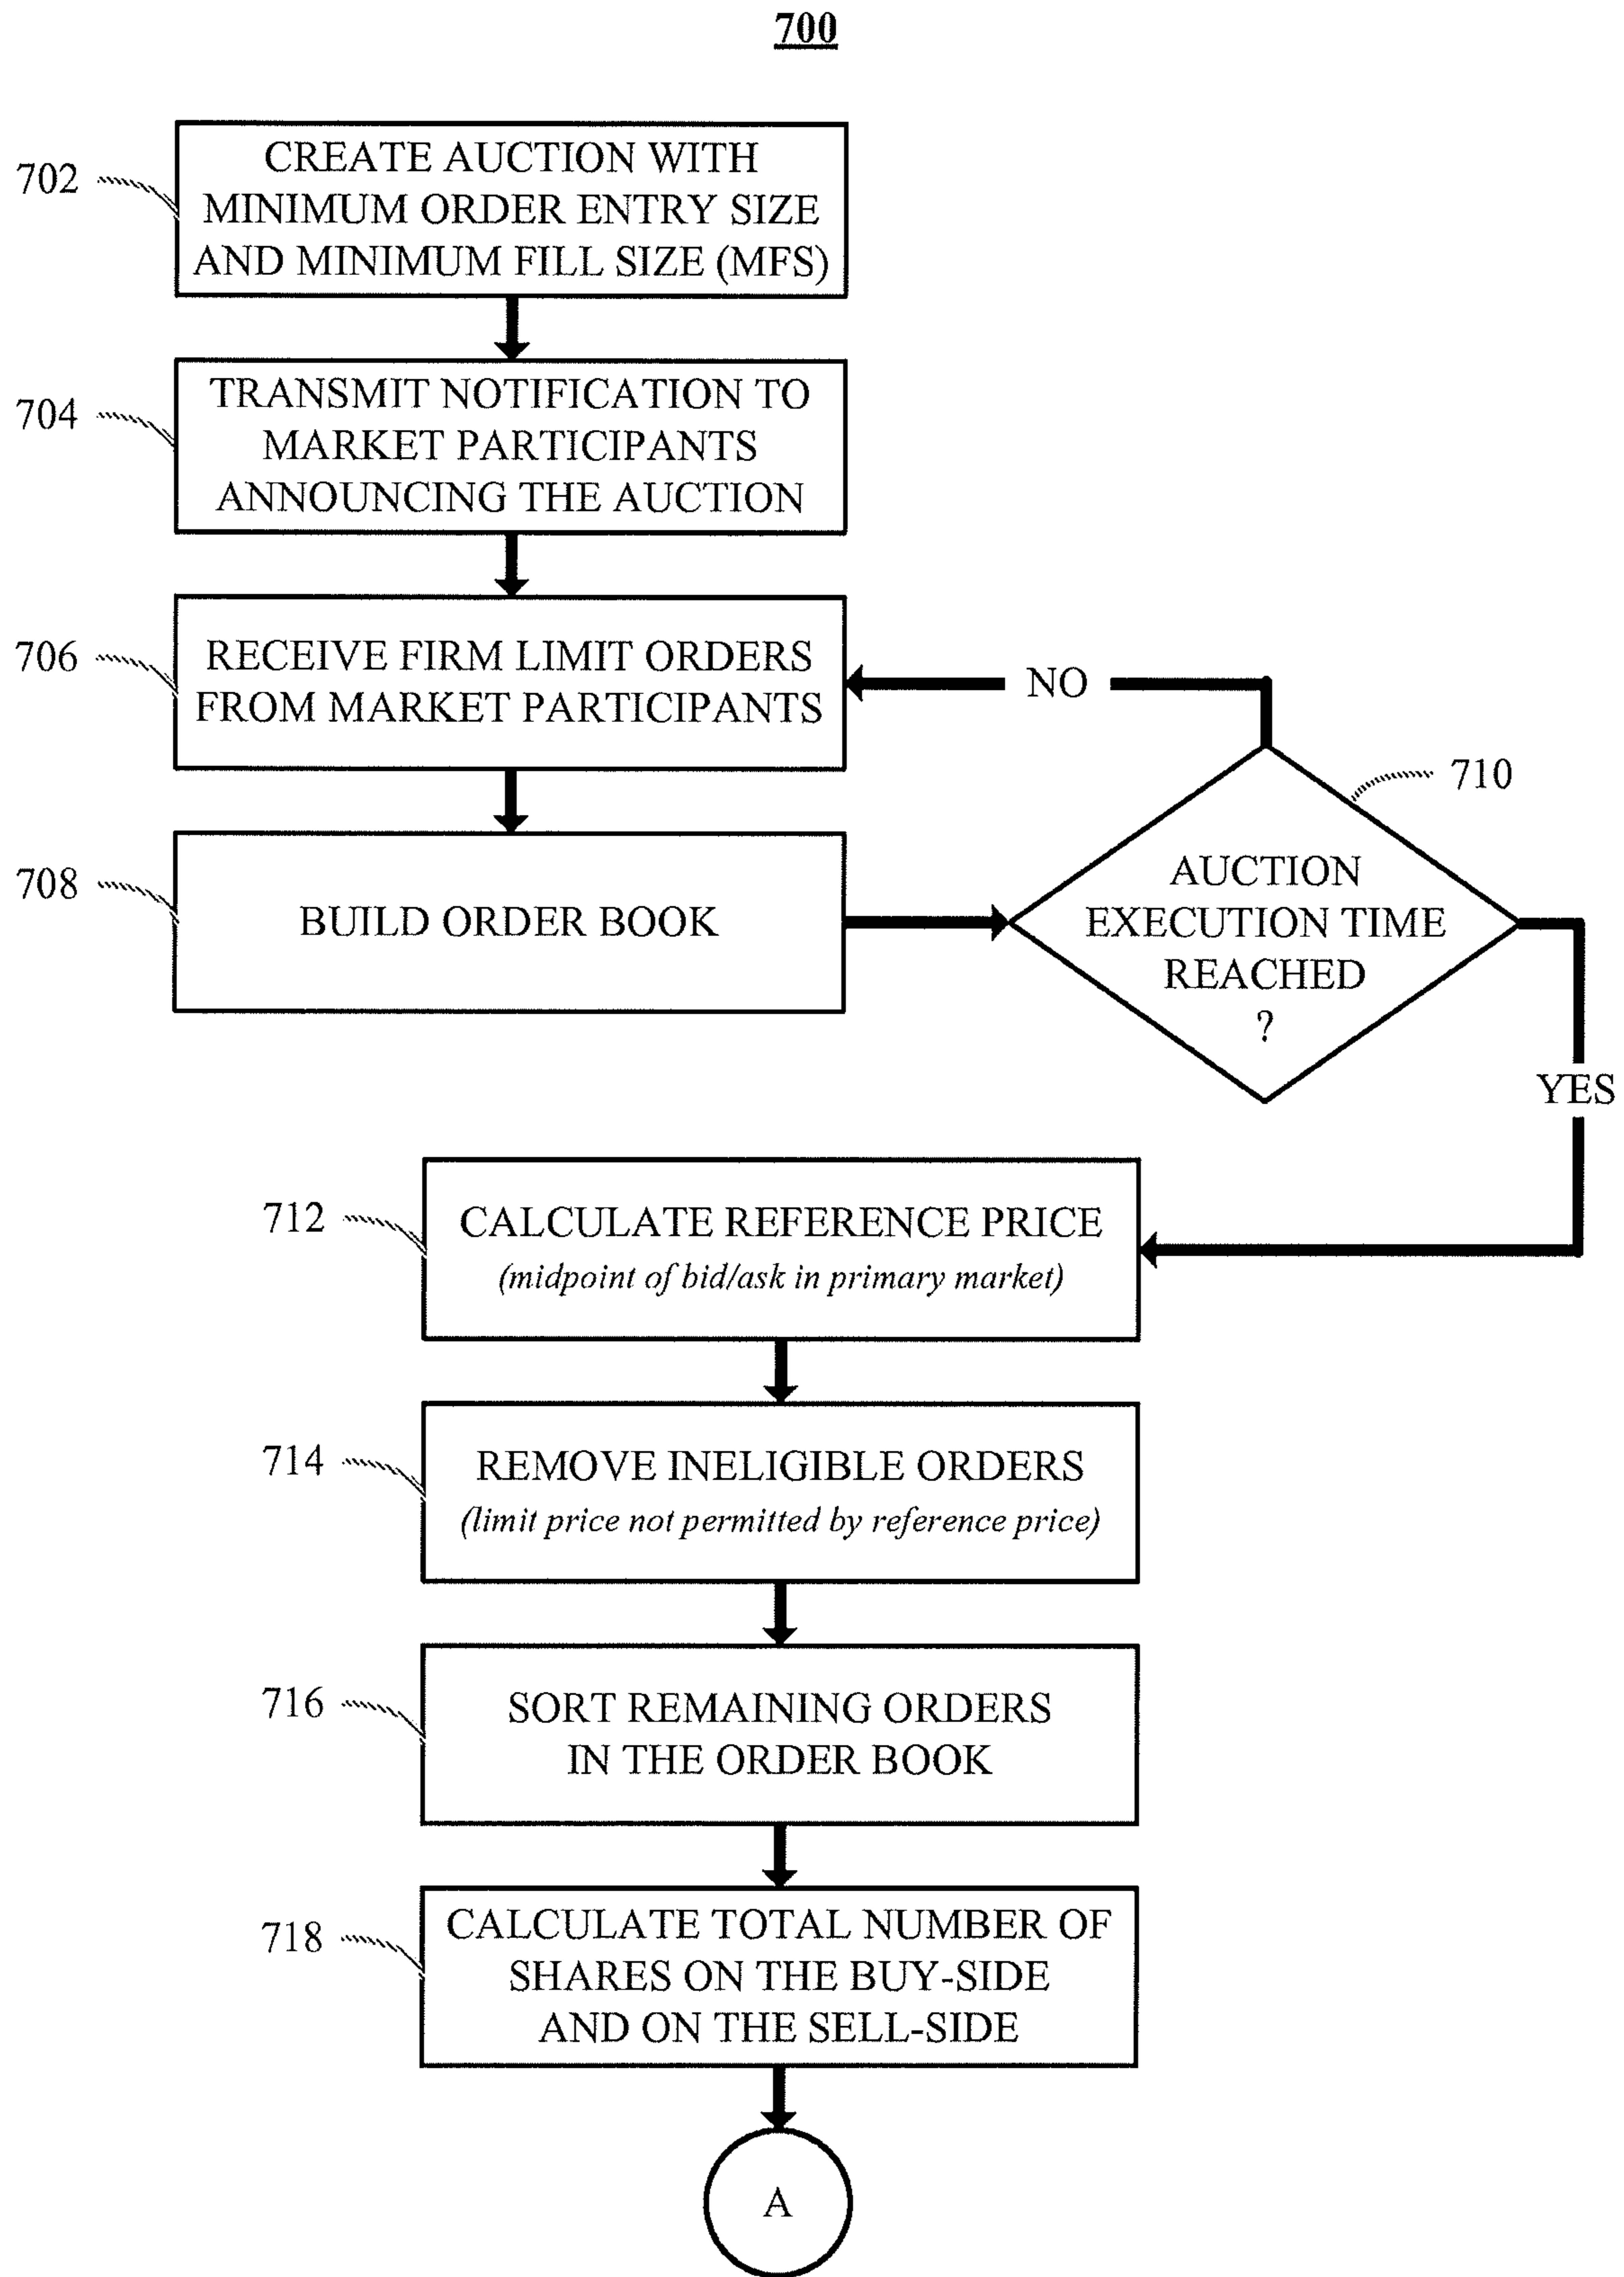 700
702
CREATE AUCTION WITH
MINIMUM ORDER ENTRY SIZE
AND MINIMUM FILL SIZE (MFS)
704
TRANSMIT NOTIFICATION TO
MARKET PARTICIPANTS
ANNOUNCING THE AUCTION
706
RECEIVE FIRM LIMIT ORDERS
FROM MARKET PARTICIPANTS
NO
708
BUILD ORDER BOOK
710
AUCTION
EXECUTION TIME
REACHED
?
YES
712
CALCULATE REFERENCE PRICE
(midpoint of bid/ask in primary market)
714
REMOVE INELIGIBLE ORDERS
(limit price not permitted by reference price)
716
SORT REMAINING ORDERS
IN THE ORDER BOOK
718
CALCULATE TOTAL NUMBER OF
SHARES ON THE BUY-SIDE
AND ON THE SELL-SIDE
A